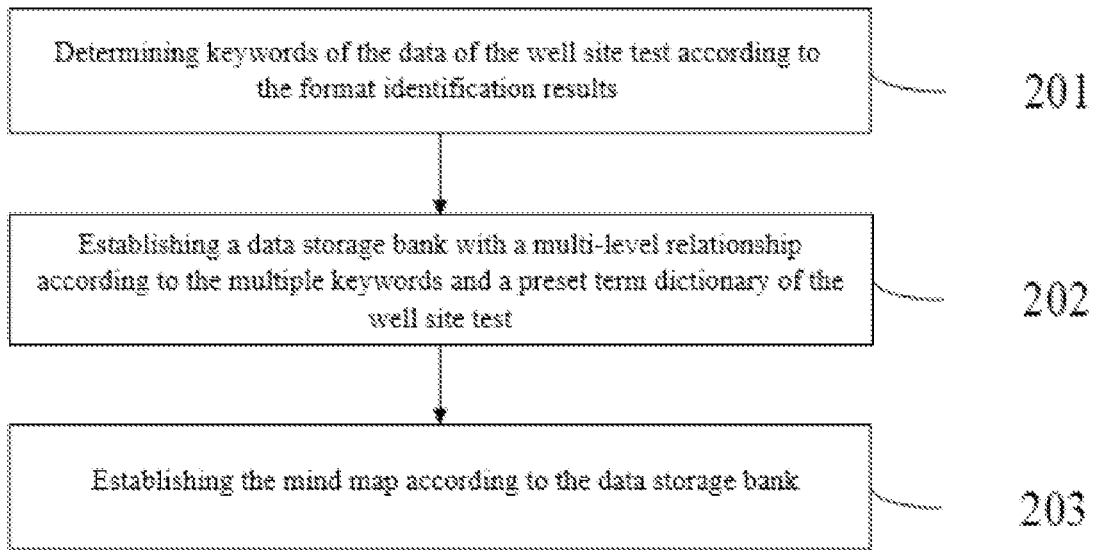 Determining keywords of the data of the well site test according to
the format identification results
201
Establishing a data storage bank with a multi-level relationship
according to the multiple keywords and a preset term dictionary of the
well site test
202
Establishing the mind map according to the data storage bank
203